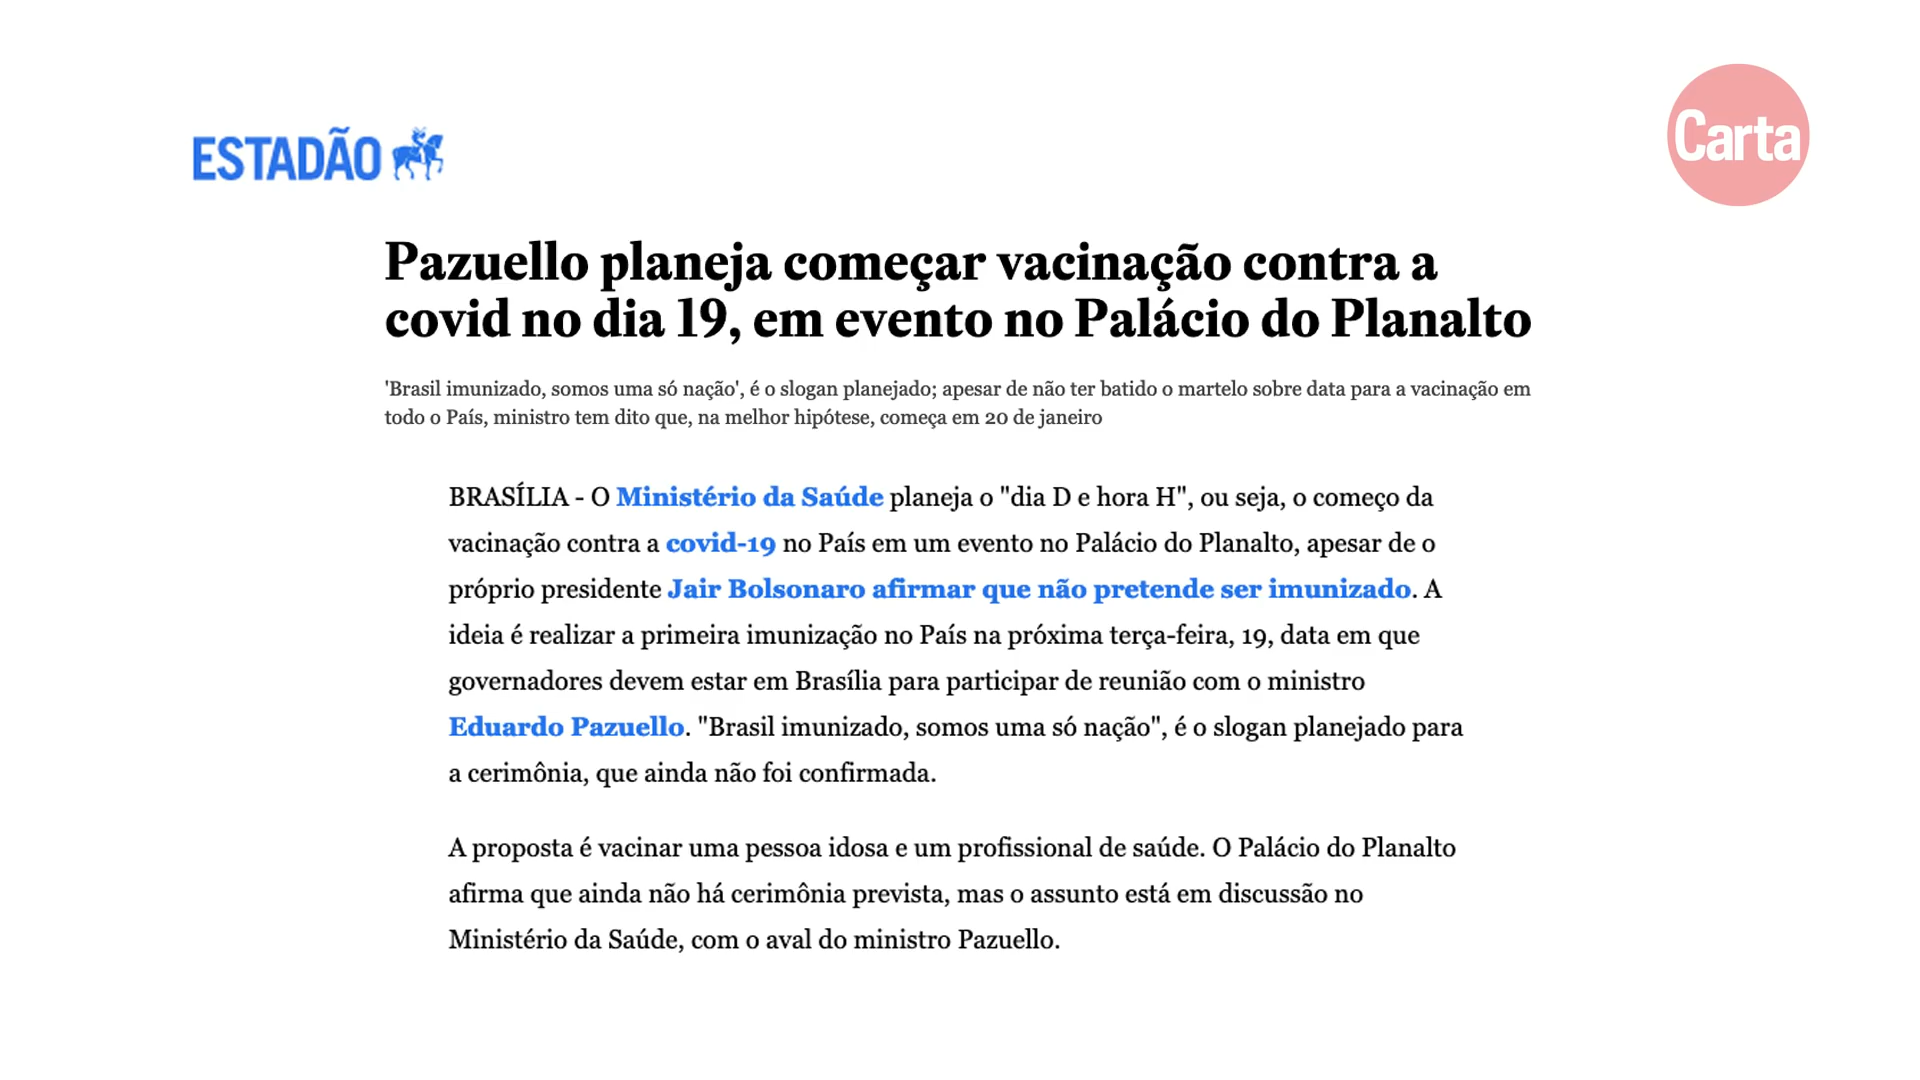 ESTADÃO
Carta
Pazuello planeja começar vacinação contra a
covid no dia 19, em evento no Palácio do Planalto
'Brasil imunizado, somos uma só nação', é o slogan planejado; apesar de não ter batido o martelo sobre data para a vacinação em
todo o País, ministro tem dito que, na melhor hipótese, começa em 20 de janeiro
BRASÍLIA - O Ministério da Saúde planeja o "dia D e hora H", ou seja, o começo da
vacinação contra a covid-19 no País em um evento no Palácio do Planalto, apesar de o
próprio presidente Jair Bolsonaro afirmar que não pretende ser imunizado. A
ideia é realizar a primeira imunização no País na próxima terça-feira, 19, data em que
governadores devem estar em Brasília para participar de reunião com o ministro
Eduardo Pazuello. "Brasil imunizado, somos uma só nação", é o slogan planejado para
a cerimônia, que ainda não foi confirmada.
A proposta é vacinar uma pessoa idosa e um profissional de saúde. O Palácio do Planalto
afirma que ainda não há cerimônia prevista, mas o assunto está em discussão no
Ministério da Saúde, com o aval do ministro Pazuello.